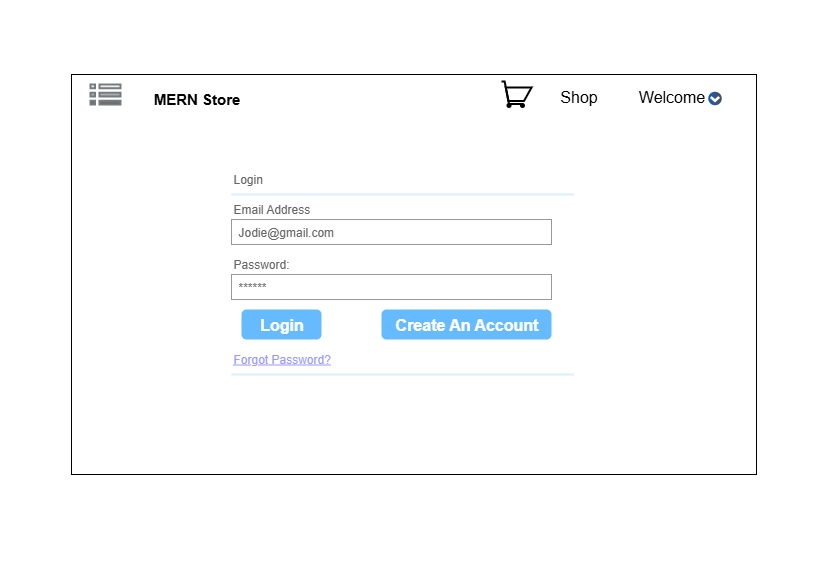 MERN Store
Shop
Welcome
Login
Email Address
Jodie@gmail.com
Password:
******
Login
Create An Account
Forgot Password?